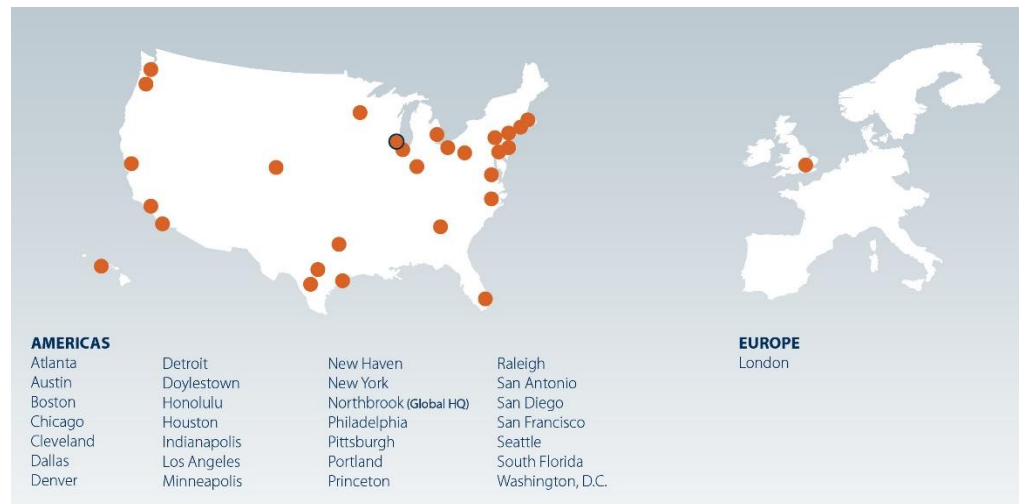 AMERICAS
Atlanta
Austin
Boston
Chicago
Cleveland
Dallas
Denver
Detroit
Doylestown
Honolulu
Houston
Indianapolis
Los Angeles
Minneapolis
New Haven
New York
Northbrook (Global HQ)
Philadelphia
Pittsburgh
Portland
Princeton
Raleigh
San Antonio
San Diego
San Francisco
Seattle
South Florida
Washington, D.C.
EUROPE
London